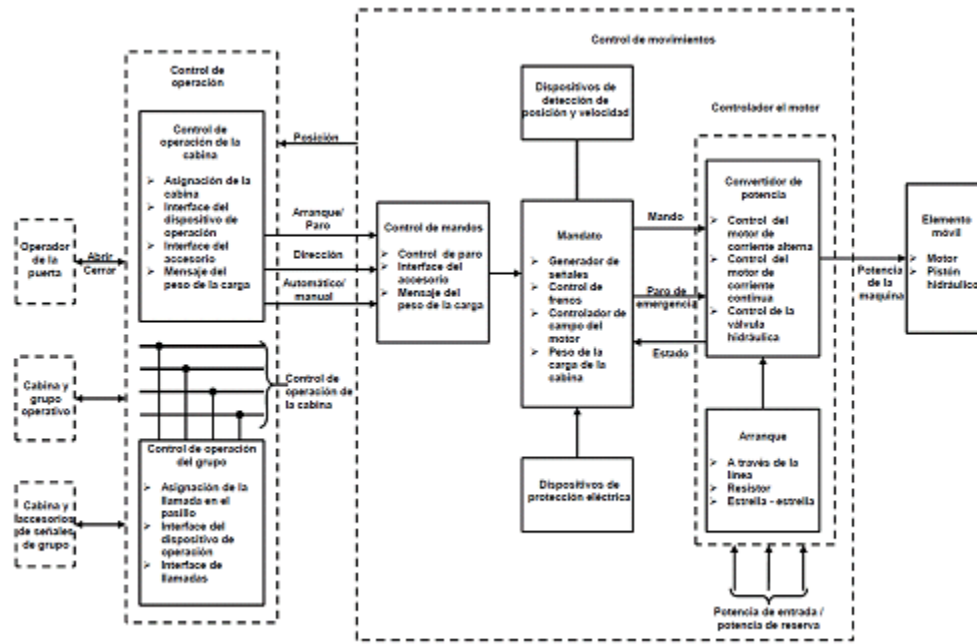 Control de movimientos
Control de
operación
Control de
operación de la
cabina
➢ Asignación de la
cabina
➢ Interface del
dispositivo de
operación
➢ Interface del
accesorio
➢ Mensaje del
peso de la carga
Operador
de la
puerta
Abrir
Cerrar
Cabina y
grupo
operativo
Cabina y
accesorios
de señales
de grupo
Control de
operación de
la cabina
Control de operación
del grupo
➢ Asignación de la
llamada en el
pasillo
➢ Interface del
dispositivo de
operación
➢ Interface de
llamadas
Posición
Arranque/
Paro
Dirección
Automático/
manual
Control de mandos
➢ Control de paro
➢ Interface del
accesorio
➢ Mensaje del
peso de la carga
Dispositivos de
detección de
posición y velocidad
Mandato
➢ Generador de
señales
➢ Control de
frenos
➢ Controlador de
campo del
motor
➢ Peso de la
carga de la
cabina
Dispositivos de
protección eléctrica
Mando
Paro de
emergencia
Estado
Controlador el motor
Convertidor de
potencia
➢ Control del
motor de
corriente alterna
➢ Control del
motor de
corriente
continua
➢ Control de la
válvula
hidráulica
Arranque
➢ A través de la
línea
➢ Resistor
➢ Estrella - estrella
Potencia de entrada /
potencia de reserva
Potencia
de la
maquina
Elemento
móvil
➢ Motor
➢ Pistón
hidráulico